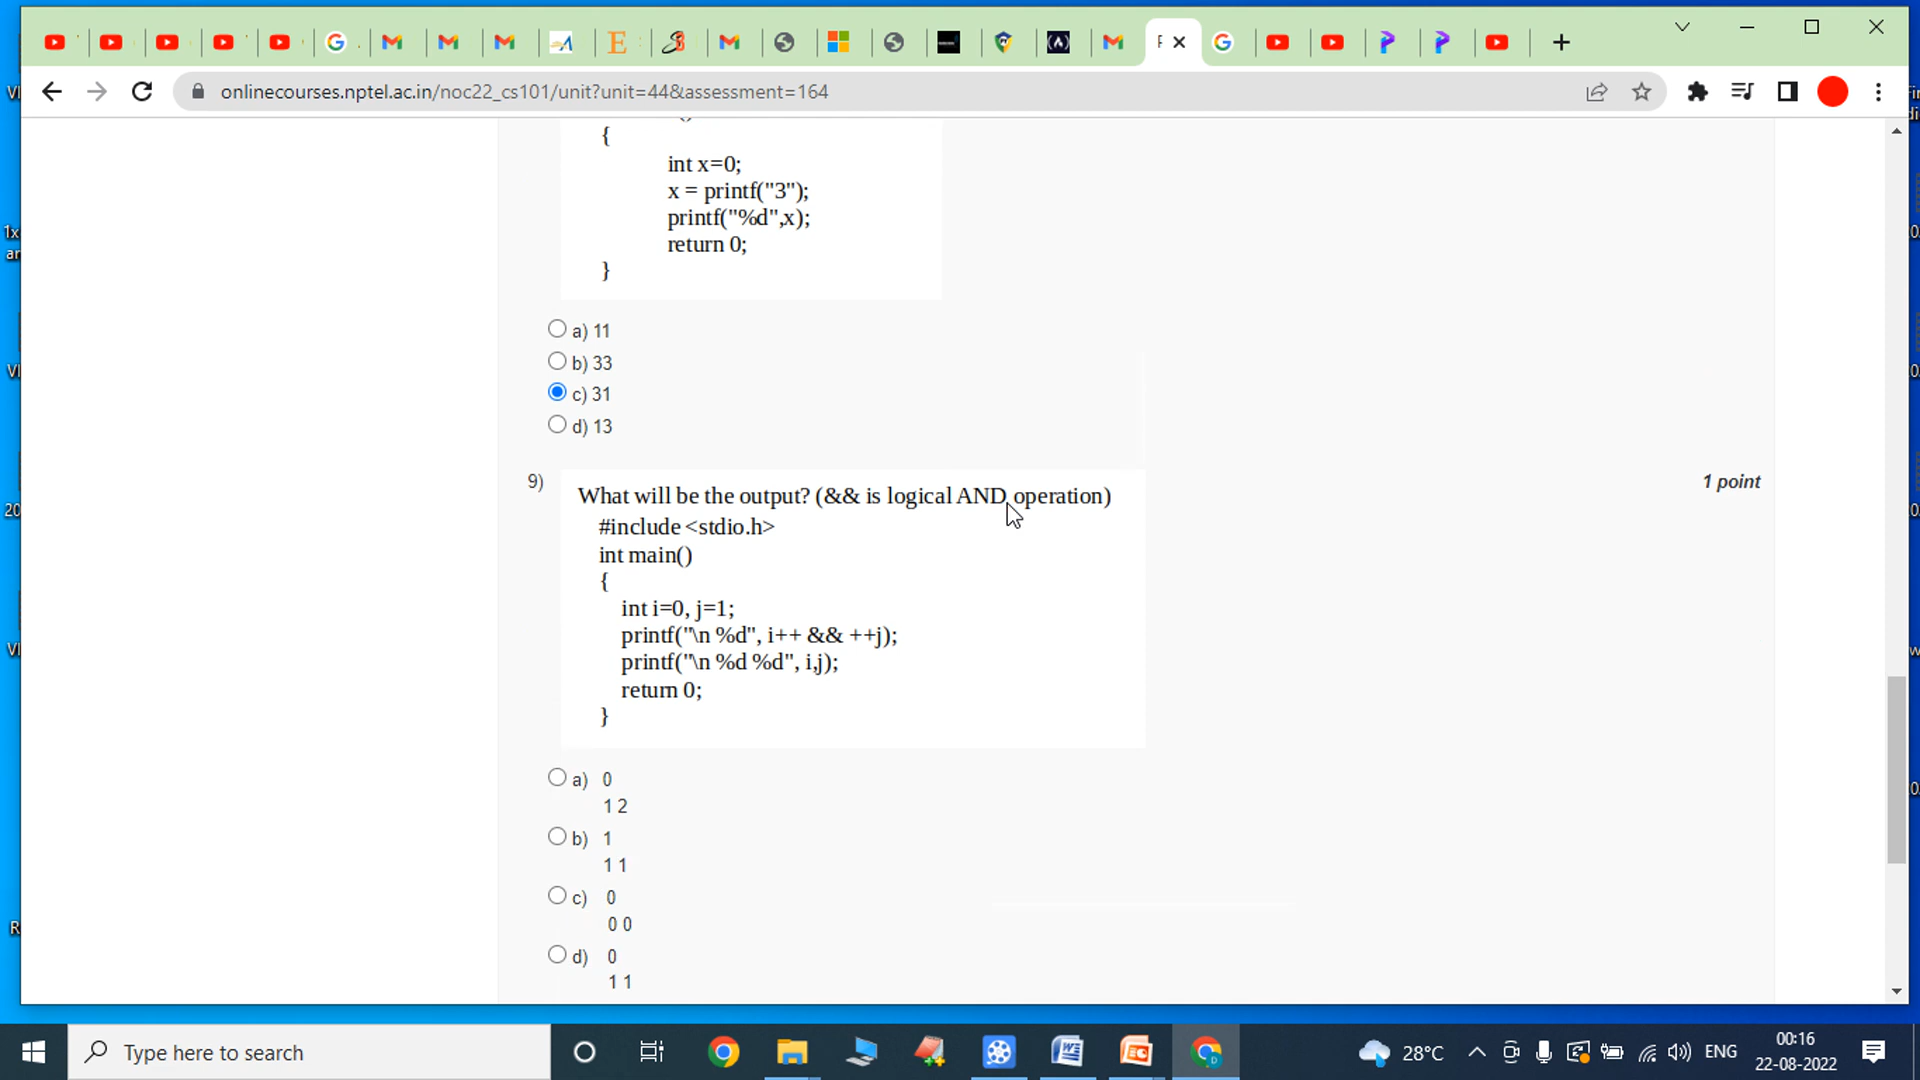 onlinecourses.nptel.ac.in/noc22_cs101/unit?unit=44&assessment=164
{
int x=0;
x = printf("3");
printf("%d",x);
return 0;
}
a) 11
b) 33
c) 31
d) 13
9)
What will be the output? (&& is logical AND operation)
1 point
#include <stdio.h>
int main()
{
int i=0, j=1;
printf("\n %d", i++ && ++j);
printf("\n %d %d", i,j);
return 0;
}
a) 0
1 2
b) 1
1 1
c) 0
0 0
d) 0
1 1
Type here to search
28°C
ENG
00:16
22-08-2022